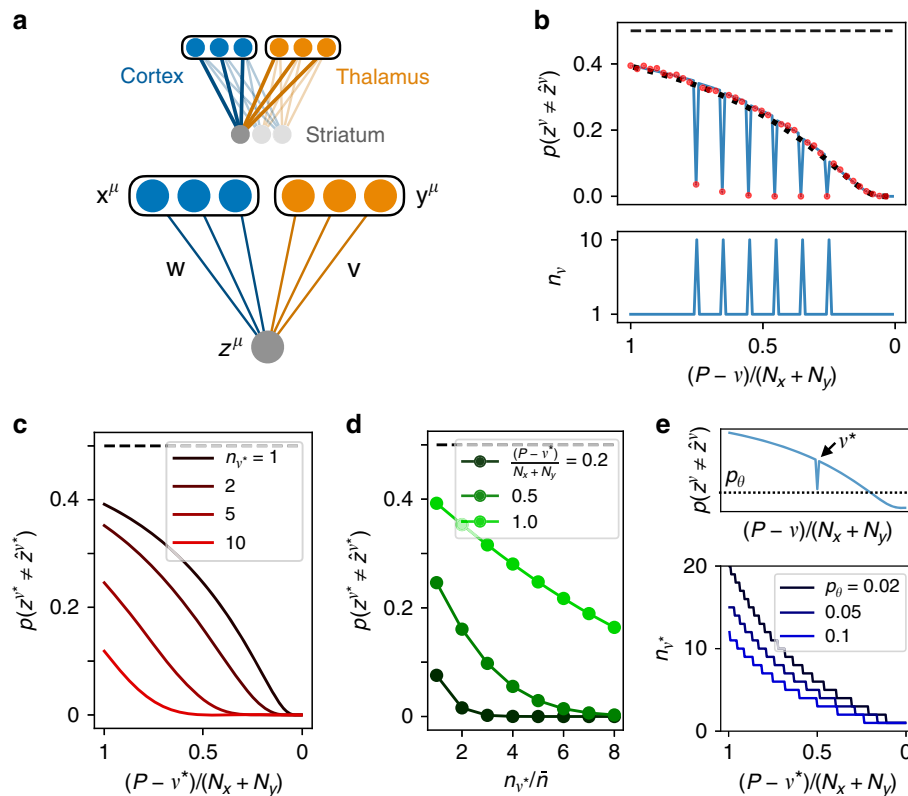 a
Cortex
Thalamus
Striatum
x^μ
y^μ
w
v
z^μ
b
p(z^ν ≠ ẑ^ν)
0.4
0.2
0.0
n_ν
10
1
1
0.5
0
(P − ν)/(N_x + N_y)
c
p(z^ν* ≠ ẑ^ν*)
0.4
0.2
0
n_ν* = 1
2
5
10
1
0.5
0
(P − ν*)/(N_x + N_y)
d
p(z^ν* ≠ ẑ^ν*)
0.4
0.2
0
(P − ν*)/(N_x + N_y) = 0.2
0.5
1.0
2
4
6
8
n_ν*/n̄
e
p(z^ν ≠ ẑ^ν)
p_θ
ν*
(P − ν)/(N_x + N_y)
n_ν*
20
10
0
p_θ = 0.02
0.05
0.1
1
0.5
0
(P − ν*)/(N_x + N_y)